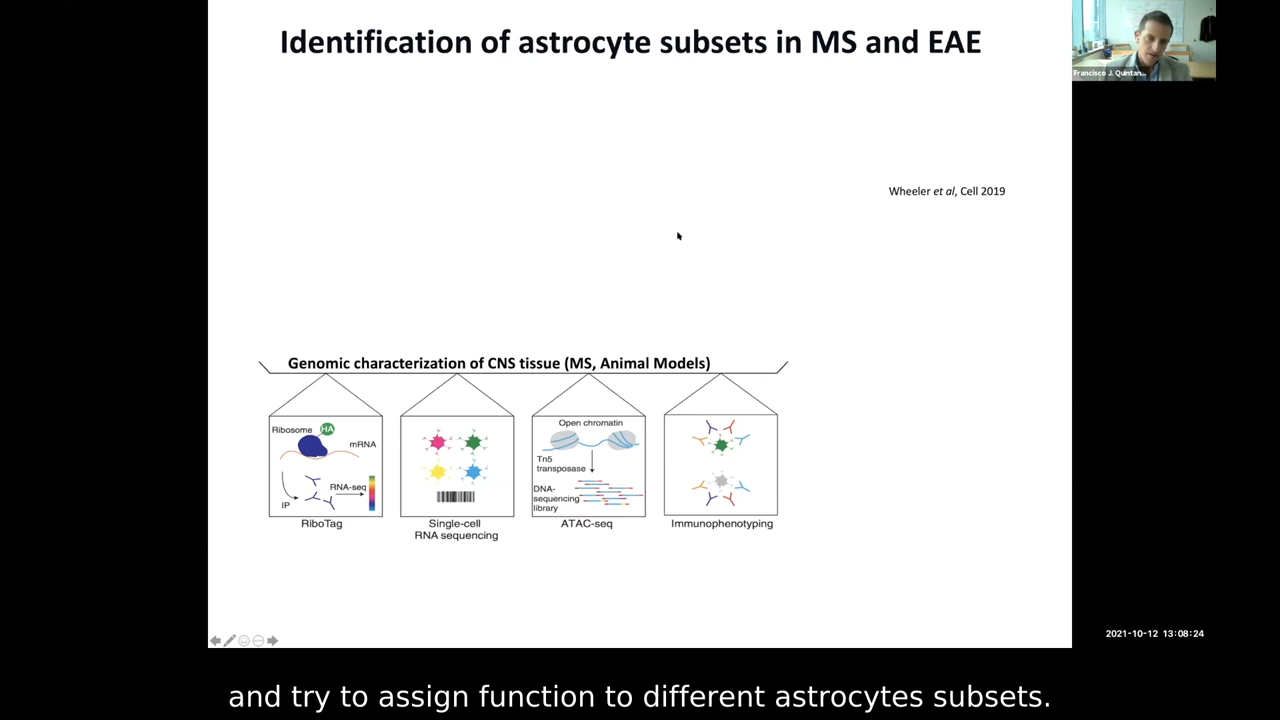 Identification of astrocyte subsets in MS and EAE
Francisco J. Quintan...
Wheeler et al, Cell 2019
Genomic characterization of CNS tissue (MS, Animal Models)
Ribosome
HA
mRNA
RNA-seq
IP
RiboTag
Single-cell
RNA sequencing
Open chromatin
Tn5
transposase
DNA-
sequencing
library
ATAC-seq
Immunophenotyping
2021-10-12 13:08:24
and try to assign function to different astrocytes subsets.